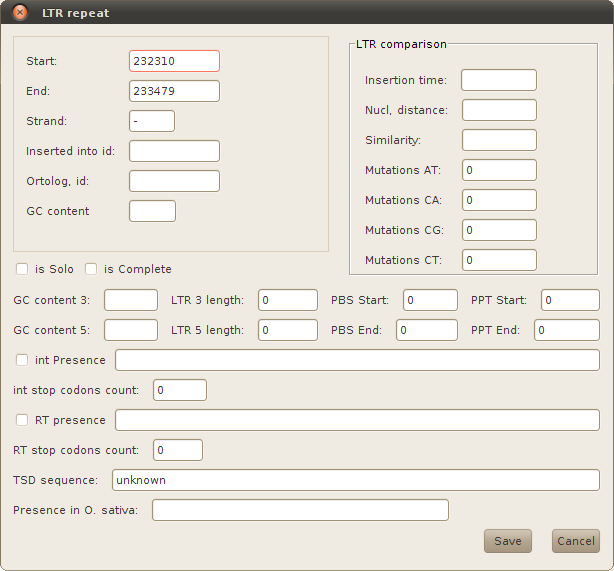 LTR repeat
Start: 232310
End: 233479
Strand: -
Inserted into id:
Ortolog, id:
GC content
LTR comparison
Insertion time:
Nucl, distance:
Similarity:
Mutations AT: 0
Mutations CA: 0
Mutations CG: 0
Mutations CT: 0
is Solo is Complete
GC content 3: LTR 3 length: 0 PBS Start: 0 PPT Start: 0
GC content 5: LTR 5 length: 0 PBS End: 0 PPT End: 0
int Presence
int stop codons count: 0
RT presence
RT stop codons count: 0
TSD sequence: unknown
Presence in O. sativa:
Save Cancel